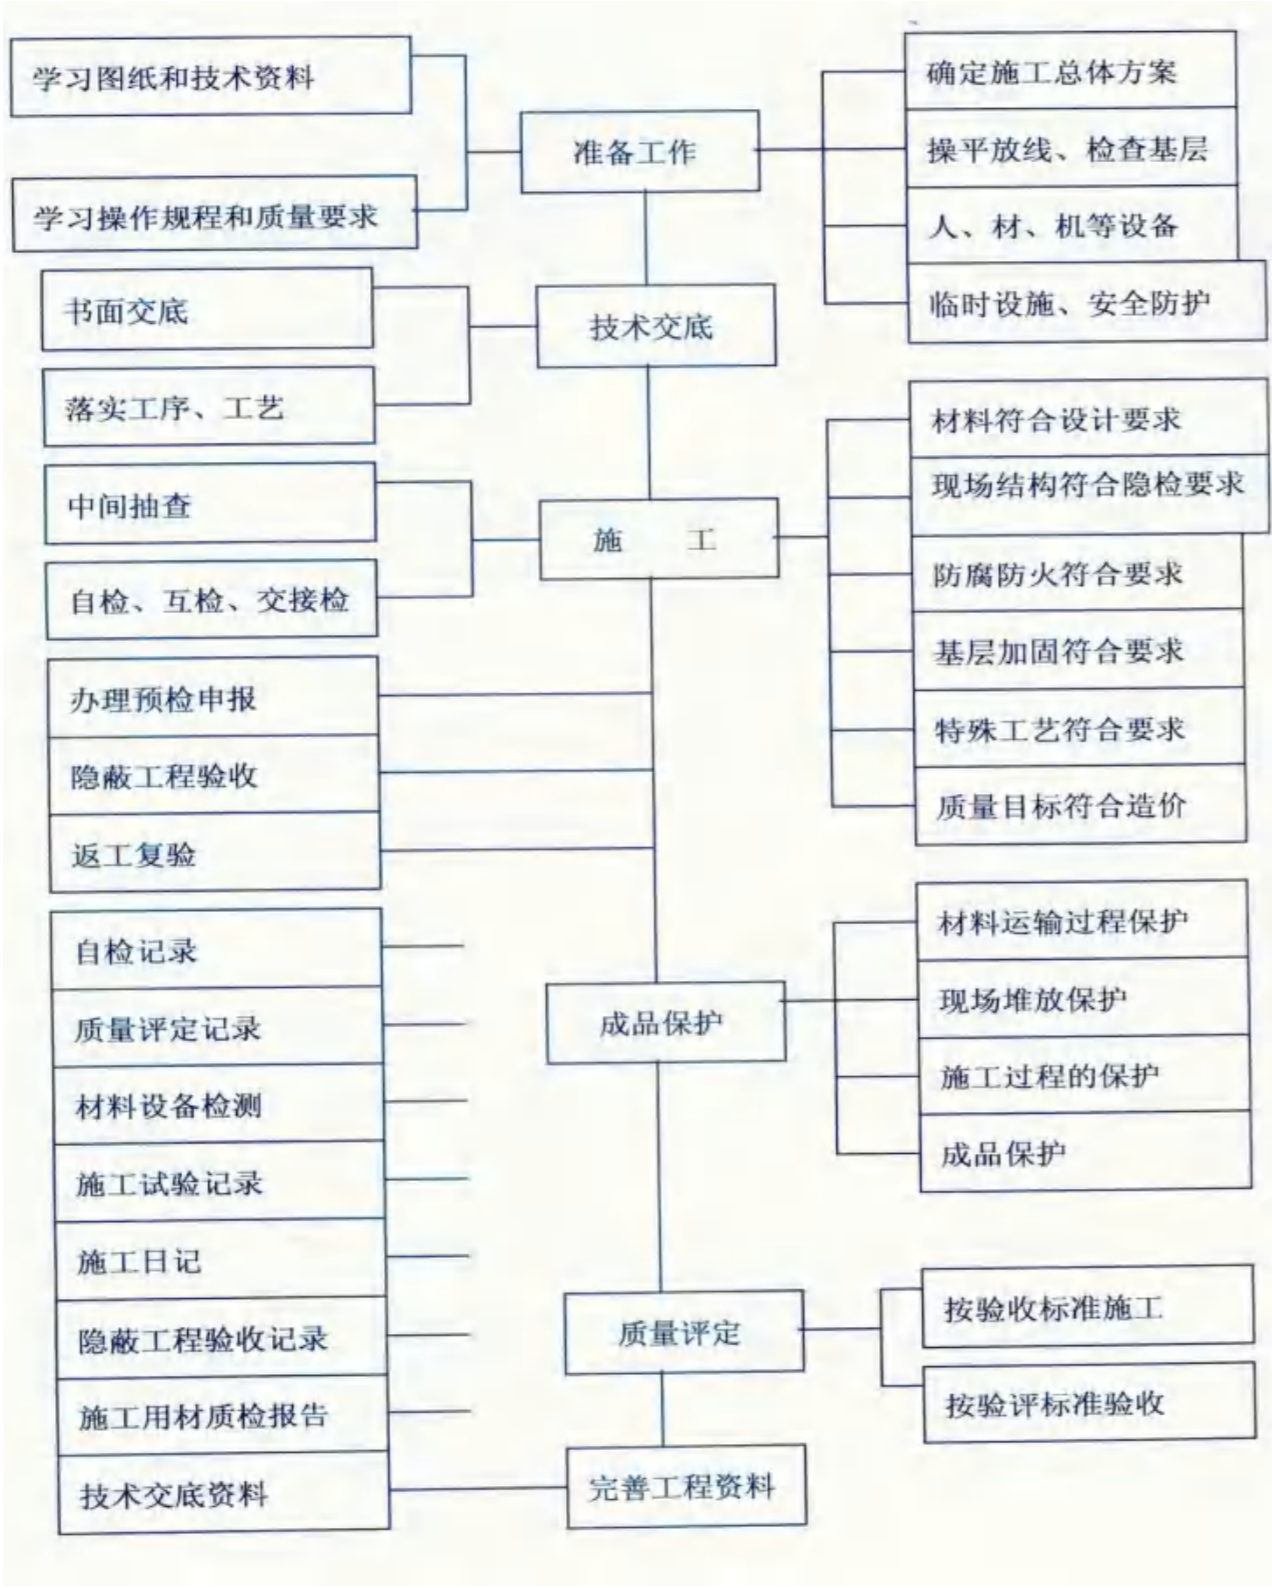 学习图纸和技术资料
学习操作规程和质量要求
准备工作
确定施工总体方案
操平放线、检查基层
人、材、机等设备
临时设施、安全防护
书面交底
落实工序、工艺
技术交底
中间抽查
自检、互检、交接检
施 工
材料符合设计要求
现场结构符合隐检要求
防腐防火符合要求
基层加固符合要求
特殊工艺符合要求
质量目标符合造价
办理预检申报
隐蔽工程验收
返工复验
成品保护
材料运输过程保护
现场堆放保护
施工过程的保护
成品保护
质量评定
按验收标准施工
按验评标准验收
自检记录
质量评定记录
材料设备检测
施工试验记录
施工日记
隐蔽工程验收记录
施工用材质检报告
技术交底资料
完善工程资料